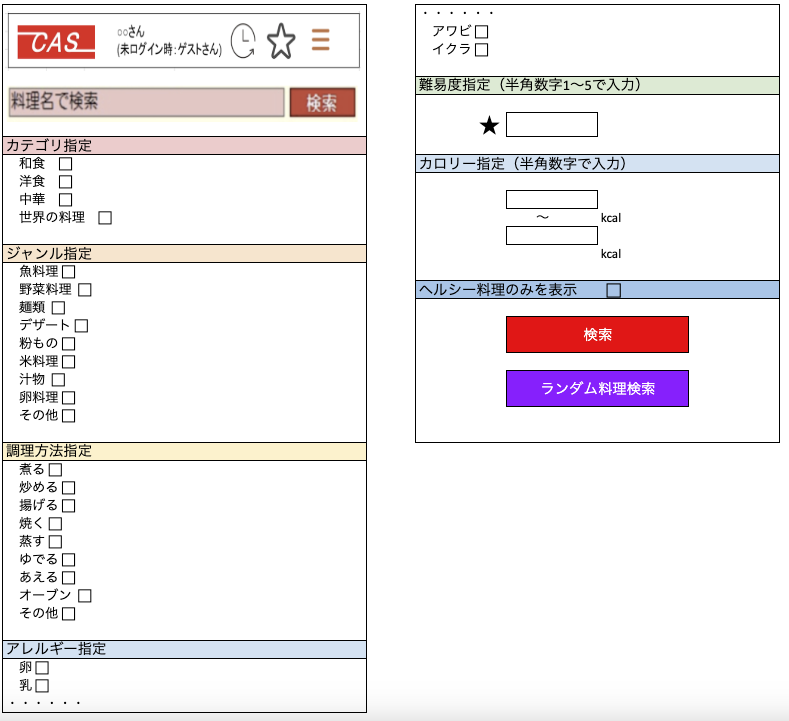 CAS
○○さん
(未ログイン時:ゲストさん)
料理名で検索
検索
カテゴリ指定
和食
洋食
中華
世界の料理
ジャンル指定
魚料理
野菜料理
麺類
デザート
粉もの
米料理
汁物
卵料理
その他
調理方法指定
煮る
炒める
揚げる
焼く
蒸す
ゆでる
あえる
オーブン
その他
アレルギー指定
卵
乳
・・・・・・
・・・・・・
アワビ
イクラ
難易度指定（半角数字1〜5で入力）
★
カロリー指定（半角数字で入力）
〜 kcal
kcal
ヘルシー料理のみを表示
検索
ランダム料理検索